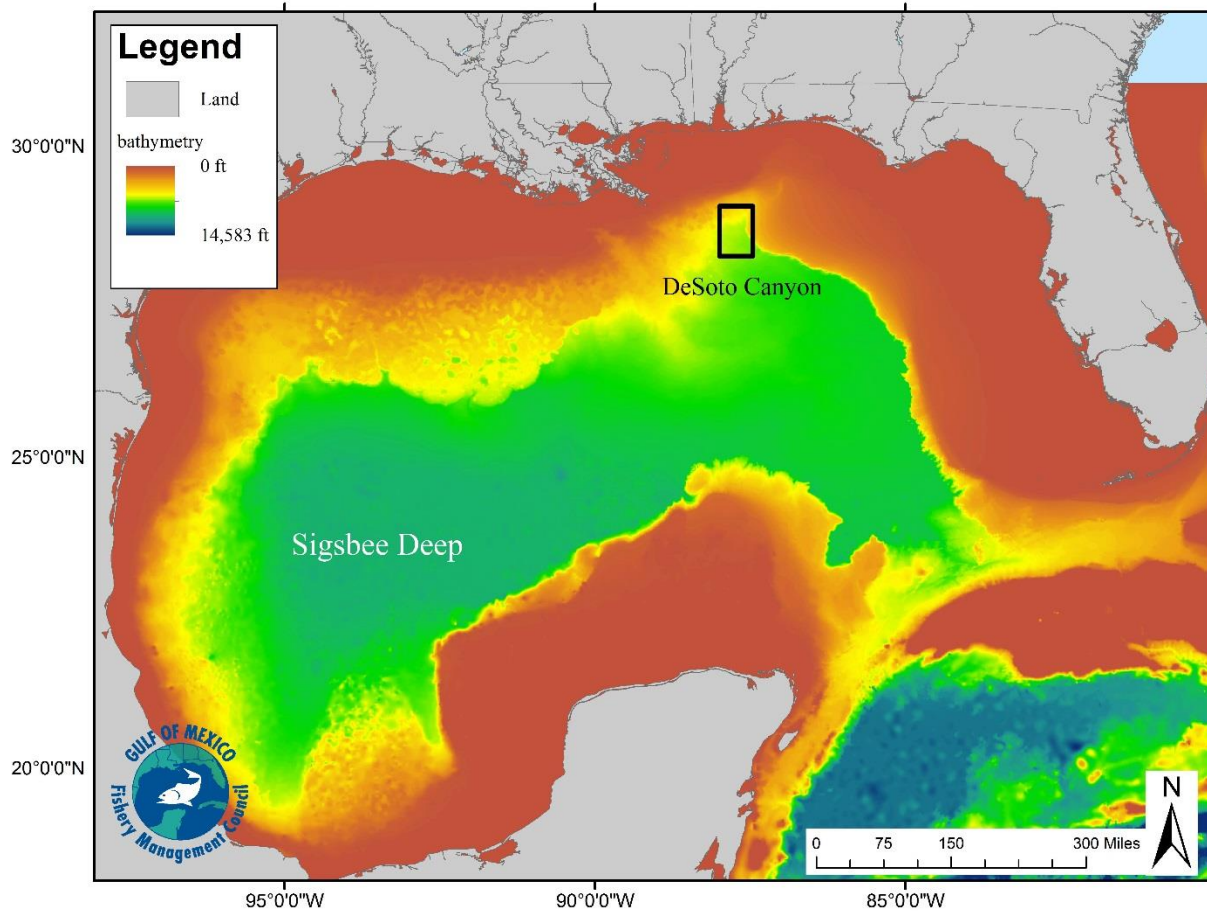 Legend
Land
bathymetry
0 ft
14,583 ft
30°0'0"N
25°0'0"N
20°0'0"N
DeSoto Canyon
Sigsbee Deep
GULF OF MEXICO
Fishery Management Council
N
0 75 150 300 Miles
95°0'0"W 90°0'0"W 85°0'0"W